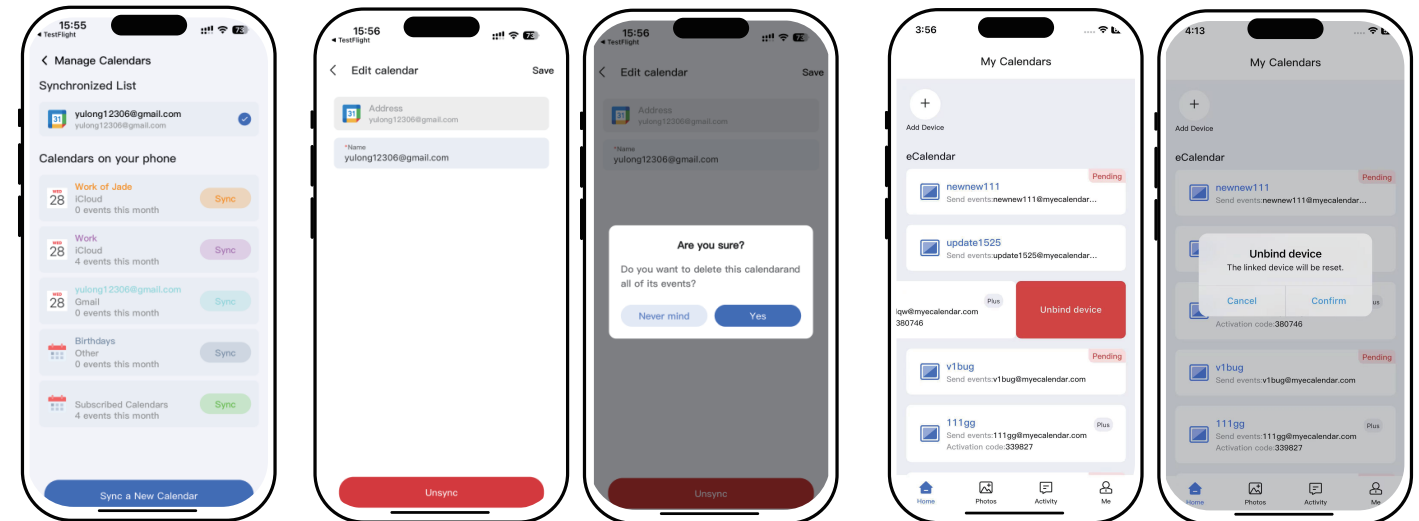 15:55
TestFlight
73
Manage Calendars
Synchronized List
31
yulong12306@gmail.com
yulong12306@gmail.com
Calendars on your phone
WED
28
Work of Jade
iCloud
0 events this month
Sync
WED
28
Work
iCloud
4 events this month
Sync
WED
28
yulong12306@gmail.com
Gmail
0 events this month
Sync
Birthdays
Other
0 events this month
Sync
Subscribed Calendars
4 events this month
Sync
Sync a New Calendar
15:56
TestFlight
73
Edit calendar
Save
31
Address
yulong12306@gmail.com
*Name
yulong12306@gmail.com
Unsync
15:56
TestFlight
73
Edit calendar
Save
31
Address
yulong12306@gmail.com
*Name
yulong12306@gmail.com
Are you sure?
Do you want to delete this calendarand
all of its events?
Never mind
Yes
Unsync
3:56
My Calendars
Add Device
eCalendar
Pending
newnew111
Send events:newnew111@myecalendar...
update1525
Send events:update1525@myecalendar...
Plus
lqw@myecalendar.com
380746
Unbind device
Pending
v1bug
Send events:v1bug@myecalendar.com
111gg
Plus
Send events:111gg@myecalendar.com
Activation code:339827
Home
Photos
Activity
Me
4:13
My Calendars
Add Device
eCalendar
Pending
newnew111
Send events:newnew111@myecalendar...
Unbind device
The linked device will be reset.
Cancel
Confirm
Activation code:380746
Pending
v1bug
Send events:v1bug@myecalendar.com
111gg
Plus
Send events:111gg@myecalendar.com
Activation code:339827
Home
Photos
Activity
Me